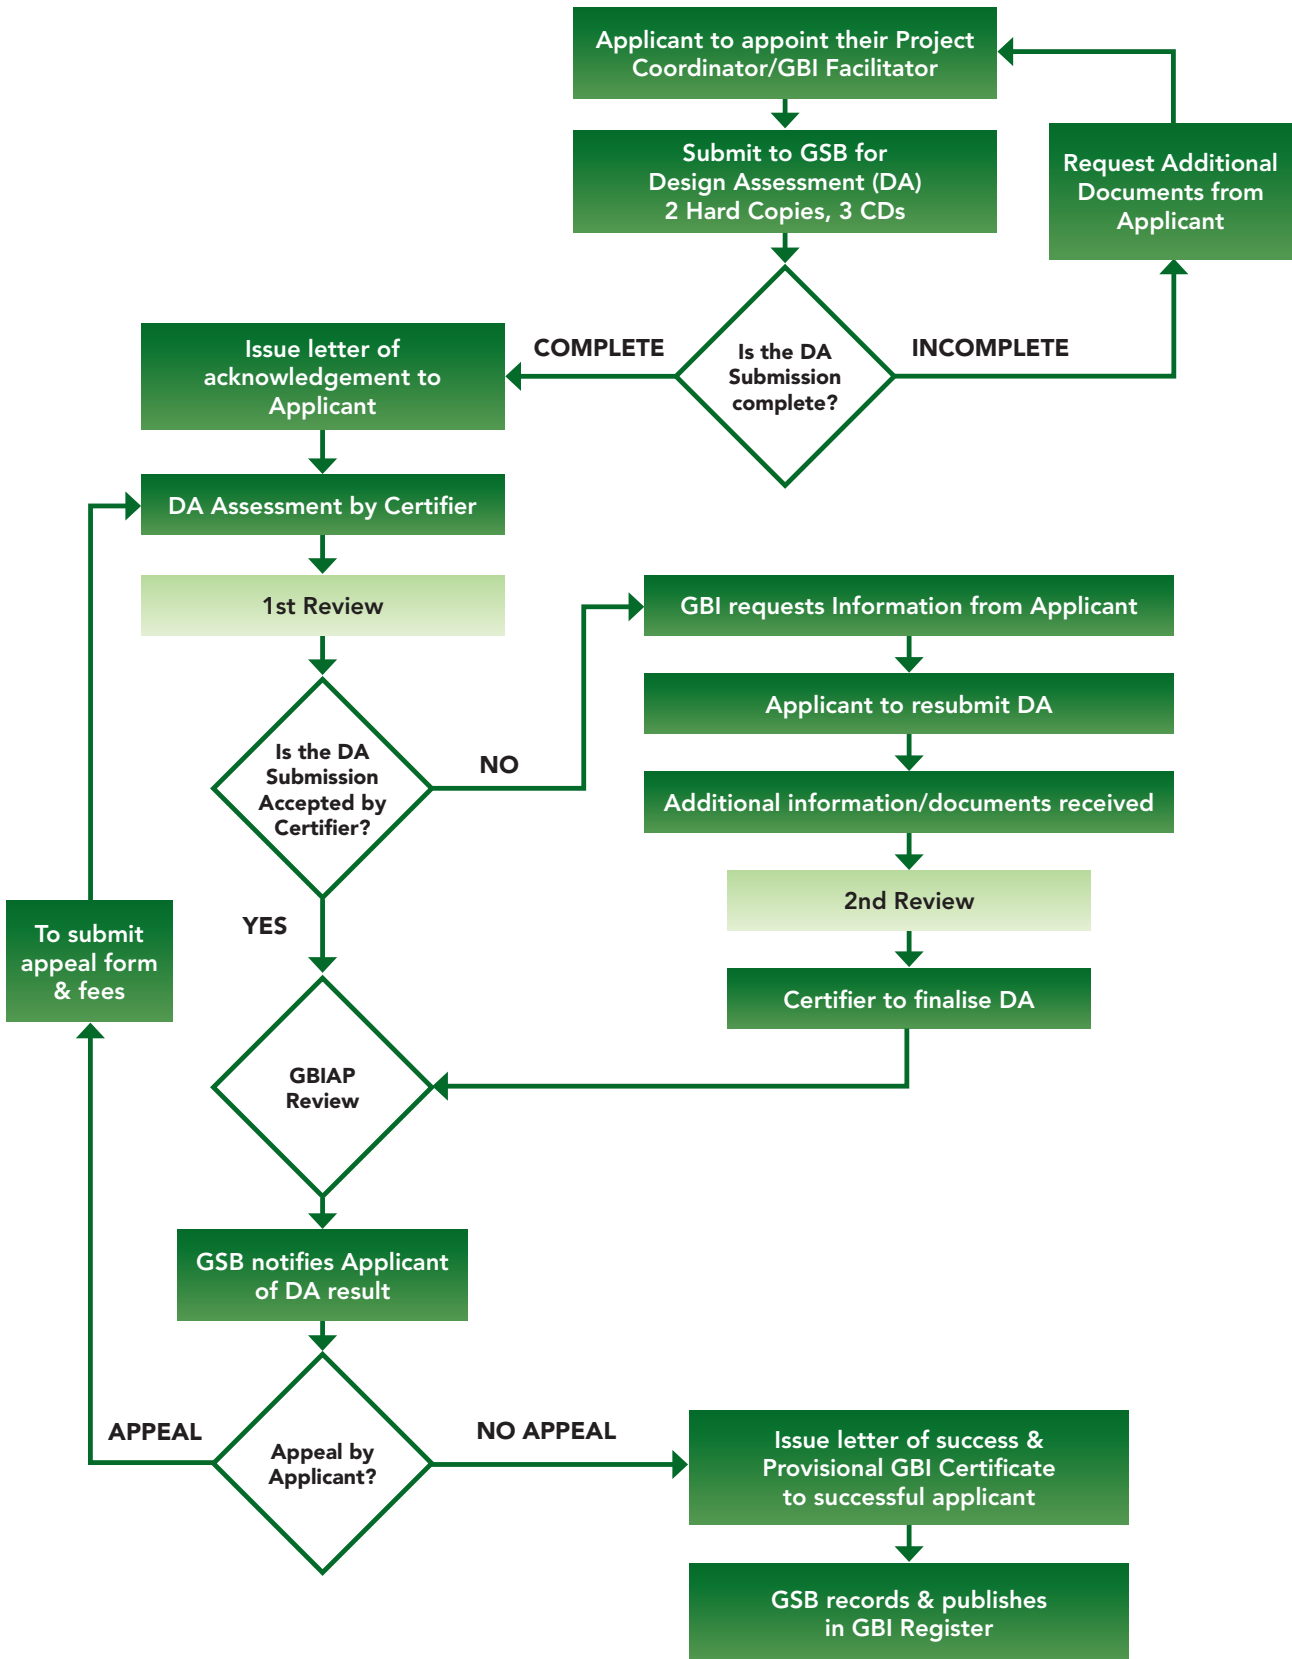 Applicant to appoint their Project
Coordinator/GBI Facilitator
Submit to GSB for
Design Assessment (DA)
2 Hard Copies, 3 CDs
Request Additional
Documents from
Applicant
Is the DA
Submission
complete?
COMPLETE
INCOMPLETE
Issue letter of
acknowledgement to
Applicant
DA Assessment by Certifier
1st Review
Is the DA
Submission
Accepted by
Certifier?
NO
YES
GBI requests Information from Applicant
Applicant to resubmit DA
Additional information/documents received
2nd Review
Certifier to finalise DA
To submit
appeal form
& fees
GBIAP
Review
GSB notifies Applicant
of DA result
Appeal by
Applicant?
APPEAL
NO APPEAL
Issue letter of success &
Provisional GBI Certificate
to successful applicant
GSB records & publishes
in GBI Register